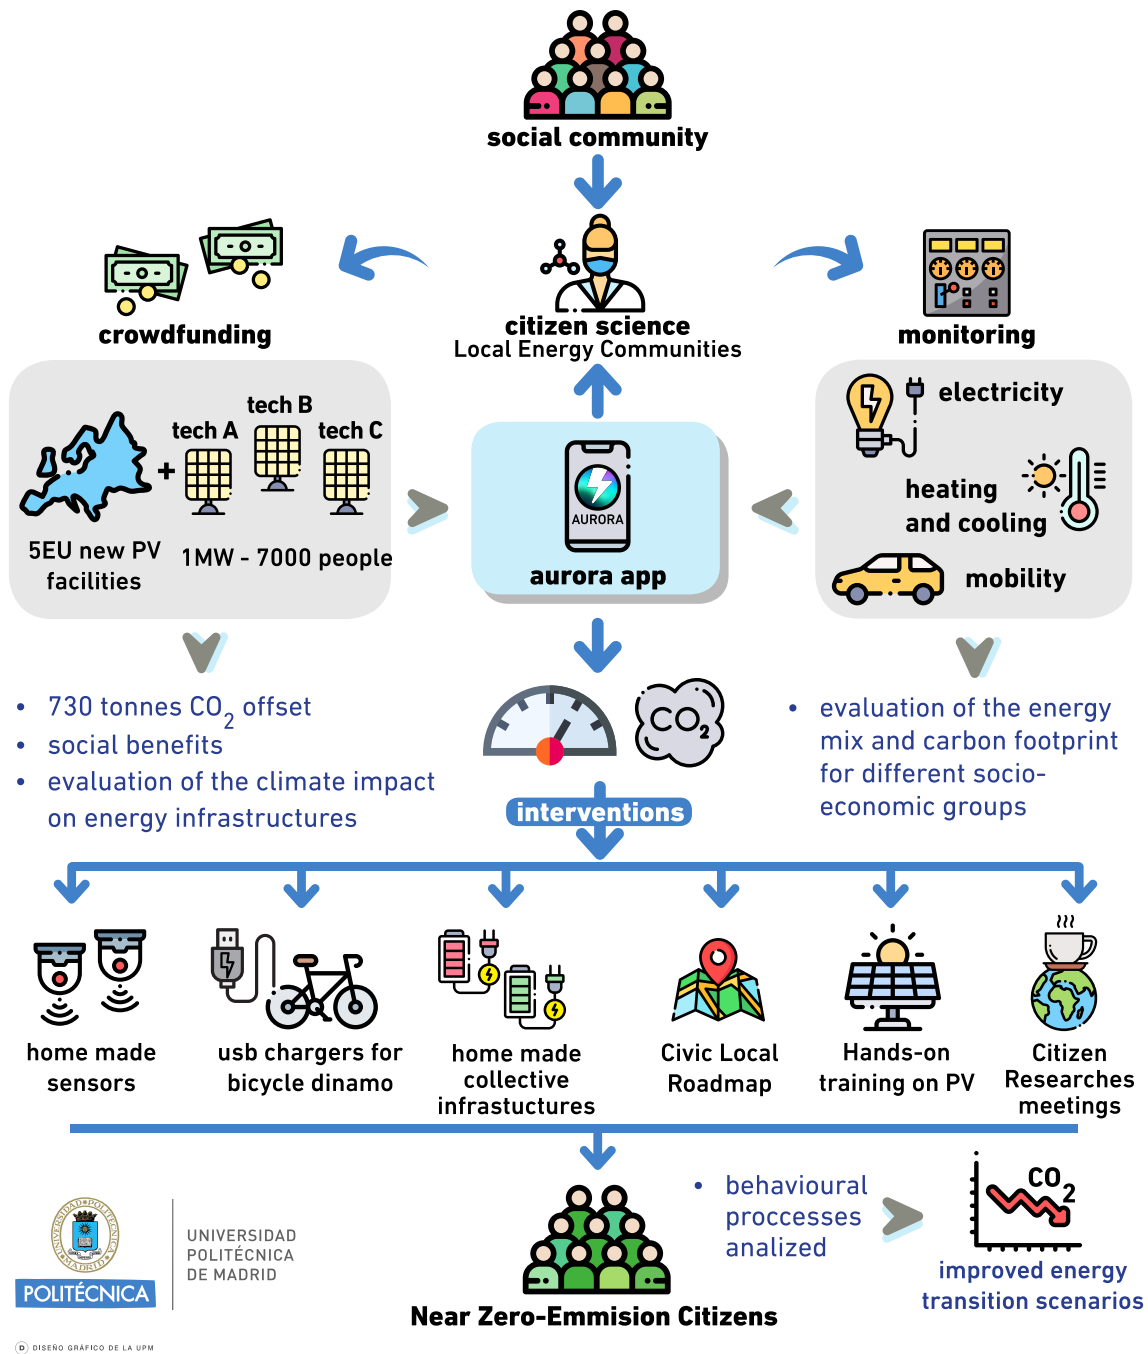 social community
citizen science
Local Energy Communities
crowdfunding
monitoring
tech A
tech B
tech C
+
5EU new PV
facilities
1MW - 7000 people
AURORA
aurora app
electricity
heating
and cooling
mobility
• 730 tonnes CO2 offset
• social benefits
• evaluation of the climate impact
on energy infrastructures
CO2
• evaluation of the energy
mix and carbon footprint
for different socio-
economic groups
interventions
home made
sensors
usb chargers for
bicycle dinamo
home made
collective
infrastuctures
Civic Local
Roadmap
Hands-on
training on PV
Citizen
Researches
meetings
• behavioural
proccesses
analized
CO2
improved energy
transition scenarios
Near Zero-Emmision Citizens
UNIVERSIDAD POLITÉCNICA
MADRID
POLITÉCNICA
UNIVERSIDAD
POLITÉCNICA
DE MADRID
D DISEÑO GRÁFICO DE LA UPM